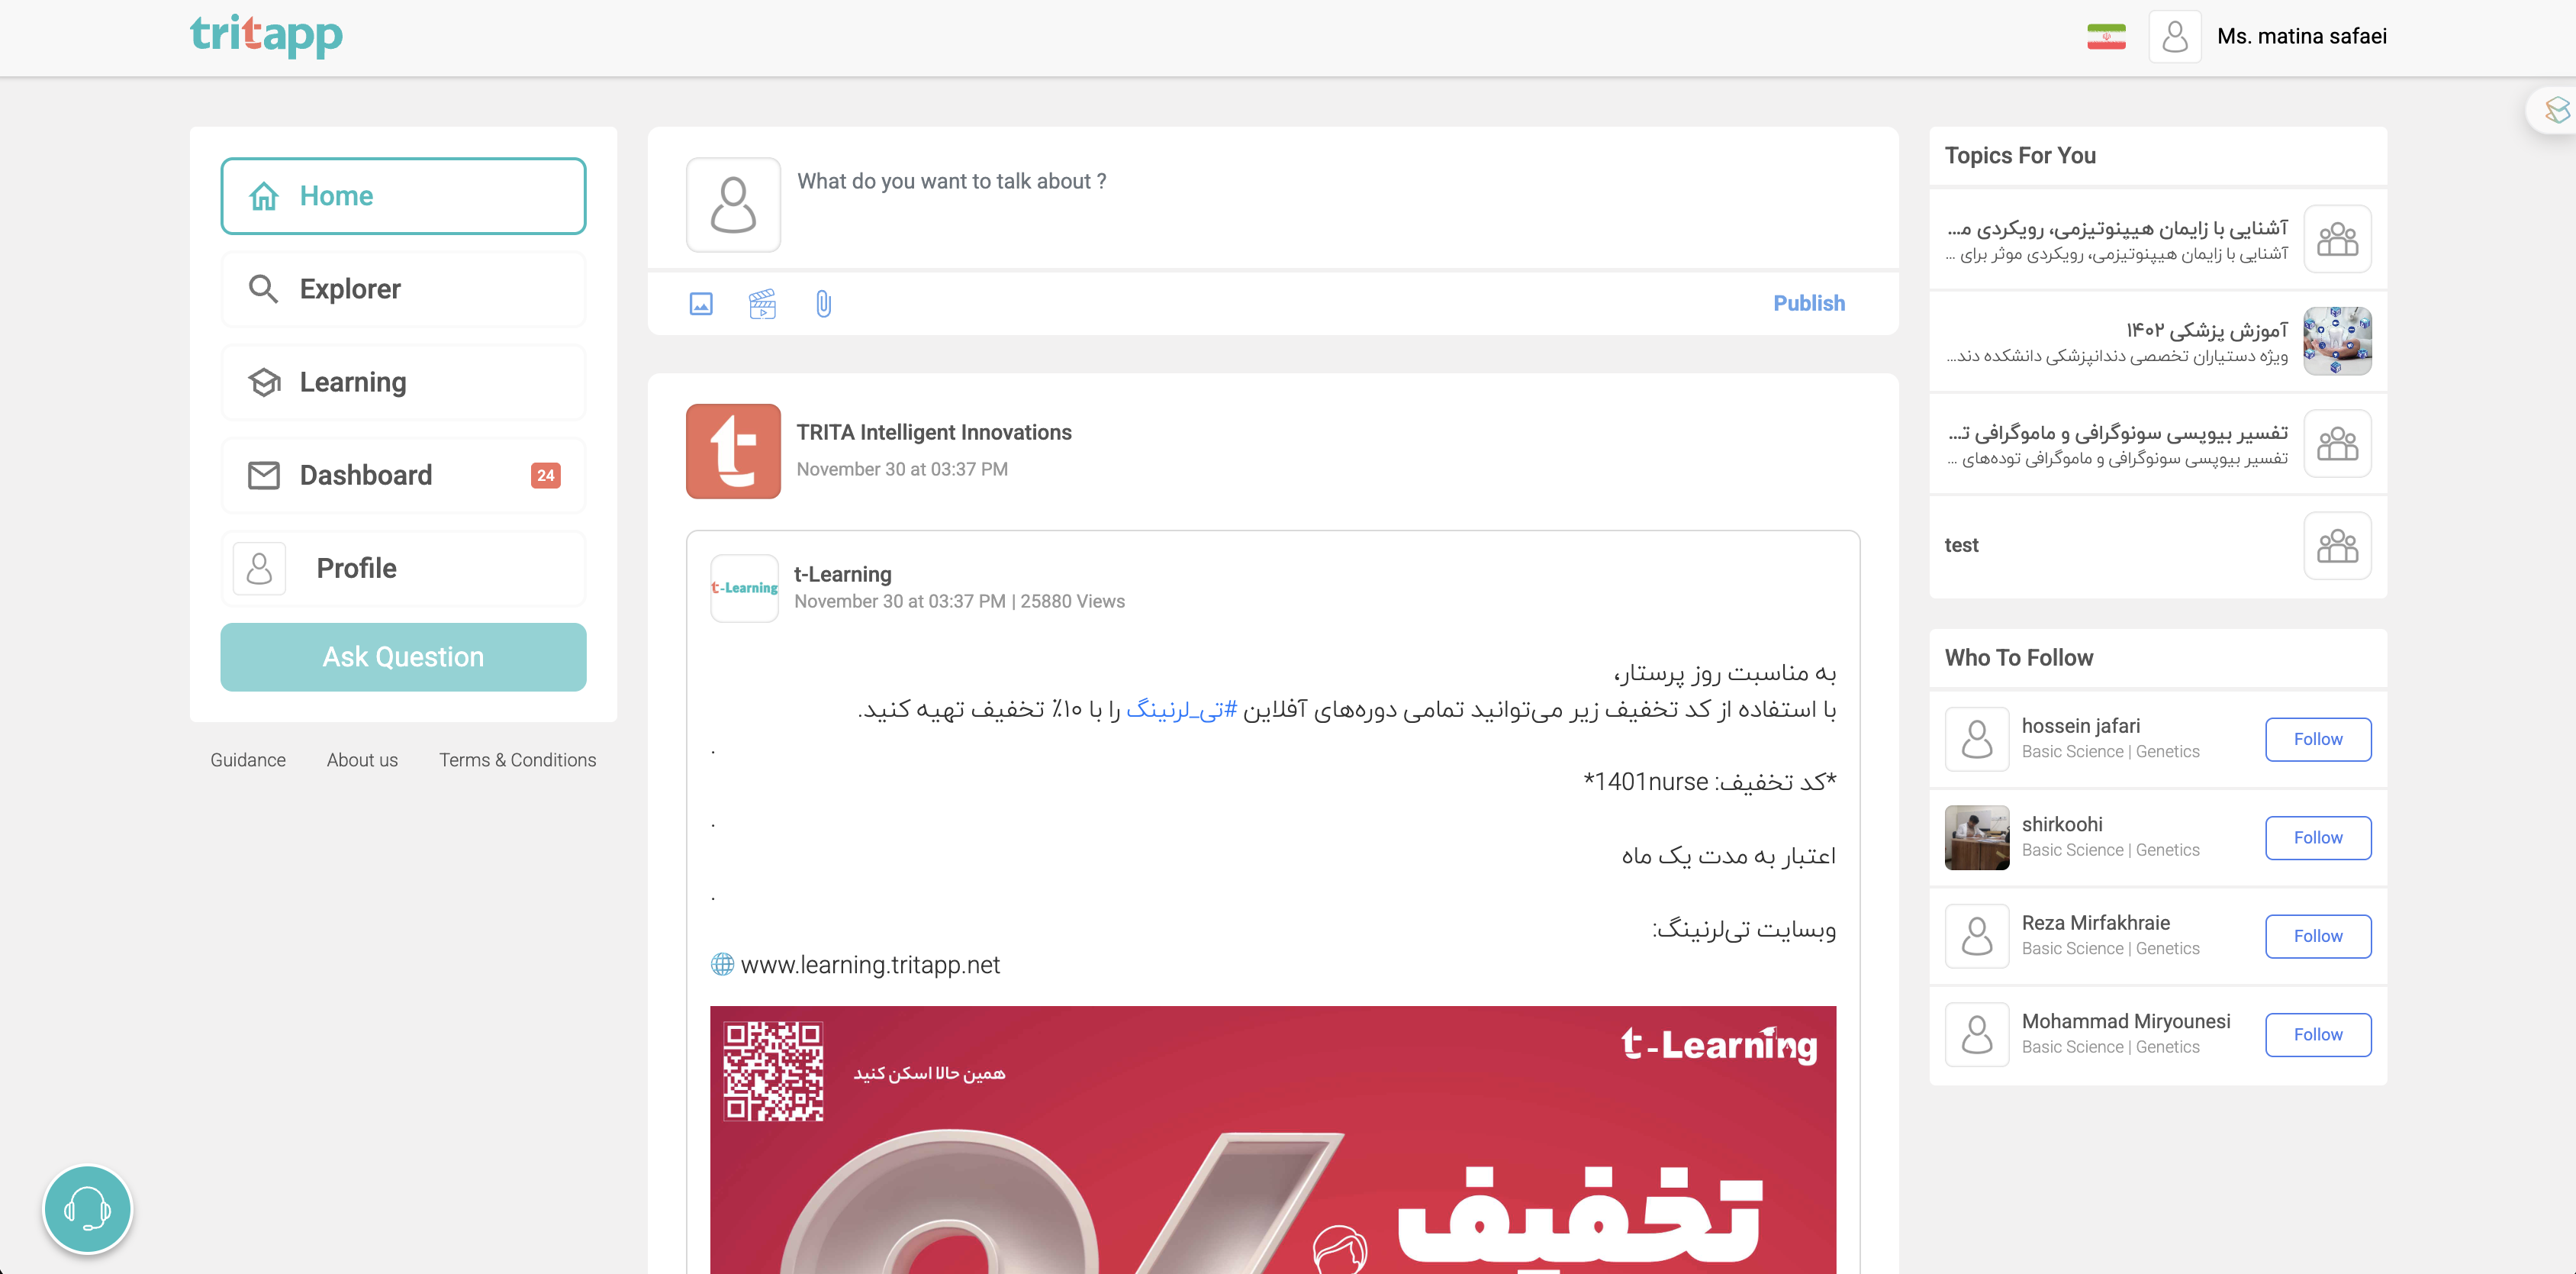 tritapp
Ms. matina safaei
Home
Explorer
Learning
Dashboard
24
Profile
Ask Question
Guidance
About us
Terms & Conditions
What do you want to talk about ?
Publish
TRITA Intelligent Innovations
November 30 at 03:37 PM
t-Learning
t-Learning
November 30 at 03:37 PM | 25880 Views
به مناسبت روز پرستار،
با استفاده از کد تخفیف زیر می‌توانید تمامی دوره‌های آفلاین #تی_لرنینگ را با ۱۰٪ تخفیف تهیه کنید.
.
*کد تخفیف: 1401nurse*
.
اعتبار به مدت یک ماه
.
وبسایت تی‌لرنینگ:
www.learning.tritapp.net
t-Learning
همین حالا اسکن کنید
تخفیف
Topics For You
آشنایی با زایمان هیپنوتیزمی، رویکردی م...
آشنایی با زایمان هیپنوتیزمی، رویکردی موثر برای ...
آموزش پزشکی ۱۴۰۲
ویژه دستیاران تخصصی دندانپزشکی دانشکده دند...
تفسیر بیوپسی سونوگرافی و ماموگرافی ت...
تفسیر بیوپسی سونوگرافی و ماموگرافی توده‌های ...
test
Who To Follow
hossein jafari
Basic Science | Genetics
Follow
shirkoohi
Basic Science | Genetics
Follow
Reza Mirfakhraie
Basic Science | Genetics
Follow
Mohammad Miryounesi
Basic Science | Genetics
Follow